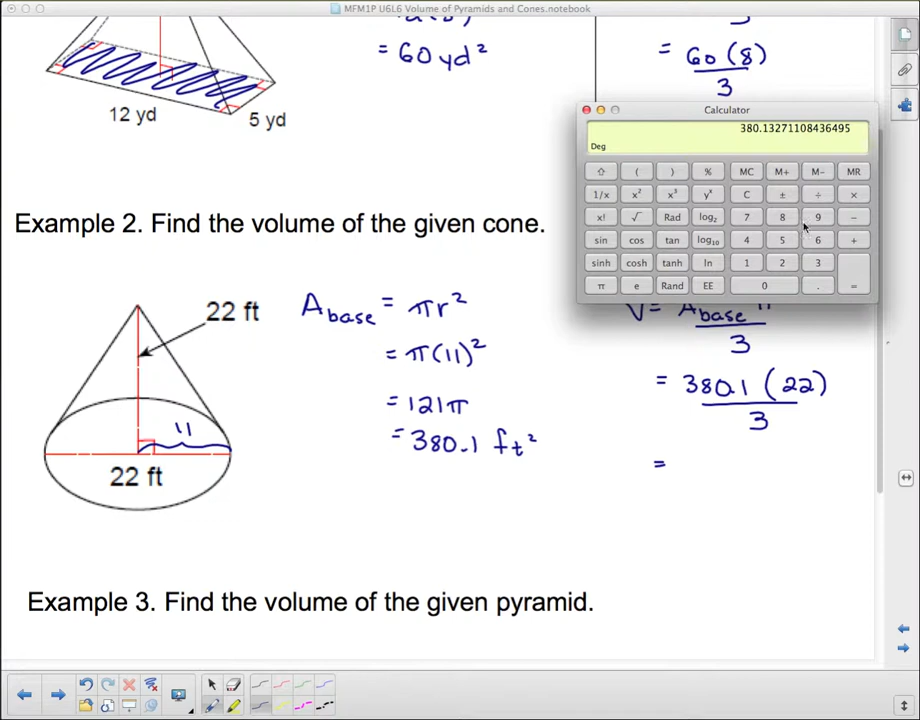 MFM1P U6L6 Volume of Pyramids and Cones.notebook
= 60 yd²
= 60 (8)
3
12 yd
5 yd
Calculator
380.13271108436495
Deg
( ) % MC M+ M- MR
1/x x² x³ yˣ C ± ÷ ×
x! √ Rad log₂ 7 8 9 −
sin cos tan log₁₀ 4 5 6 +
sinh cosh tanh ln 1 2 3
π e Rand EE 0 . =
Example 2. Find the volume of the given cone.
22 ft
A base = πr²
V = A base H
3
= π(11)²
= 380.1 (22)
3
= 121π
11
= 380.1 ft²
=
22 ft
Example 3. Find the volume of the given pyramid.